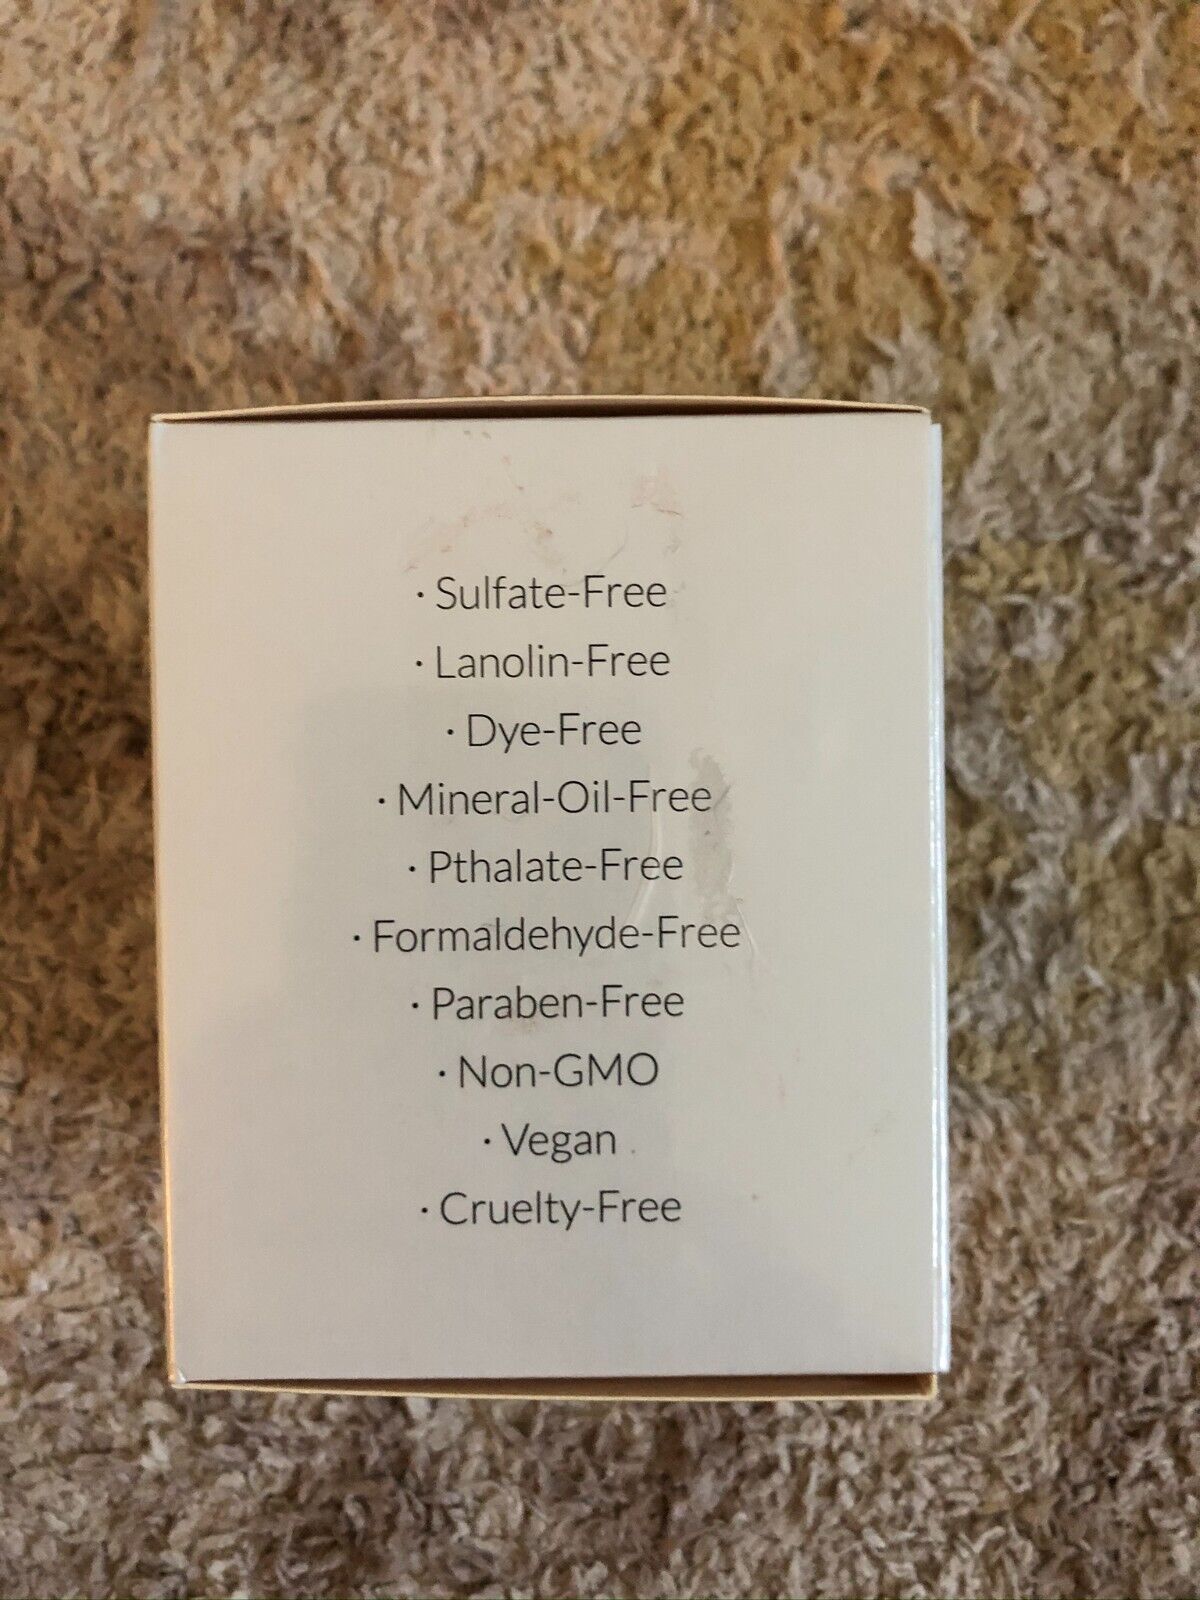 · Sulfate-Free
· Lanolin-Free
· Dye-Free
· Mineral-Oil-Free
· Pthalate-Free
· Formaldehyde-Free
· Paraben-Free
· Non-GMO
· Vegan
· Cruelty-Free